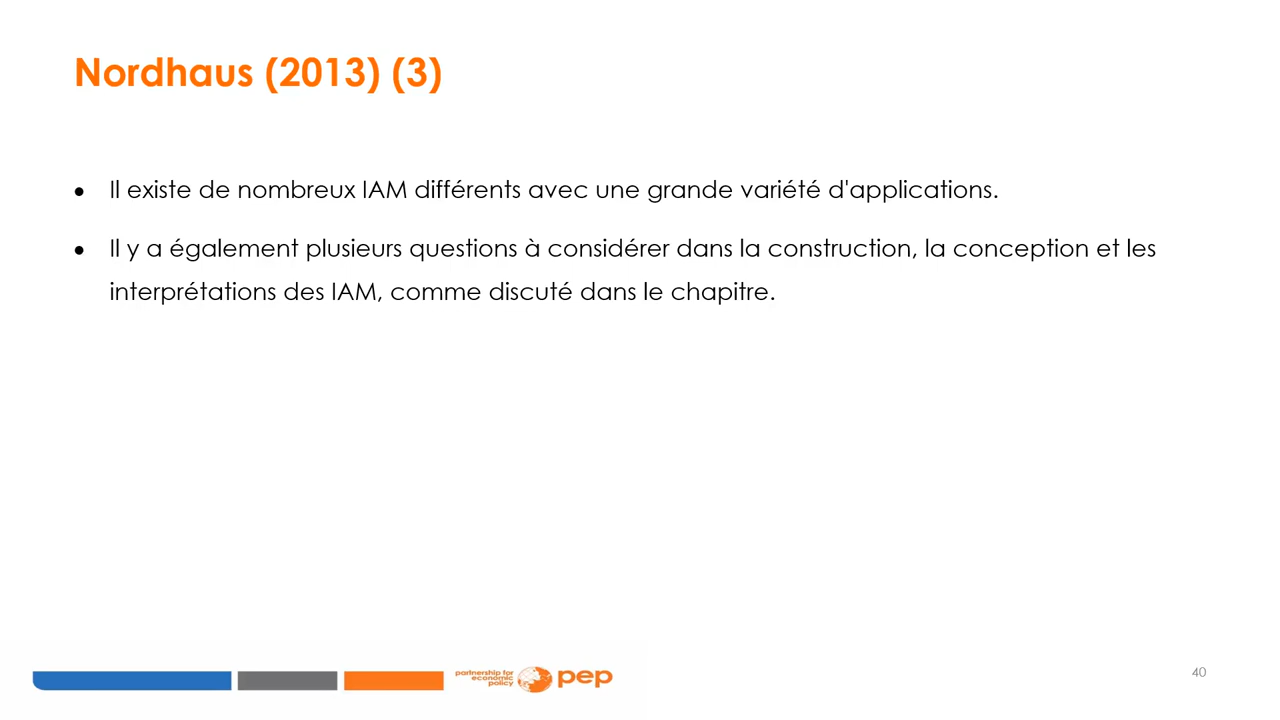 Nordhaus (2013) (3)
• Il existe de nombreux IAM différents avec une grande variété d'applications.
• Il y a également plusieurs questions à considérer dans la construction, la conception et les
interprétations des IAM, comme discuté dans le chapitre.
partnership for
economic
policy
pep
40